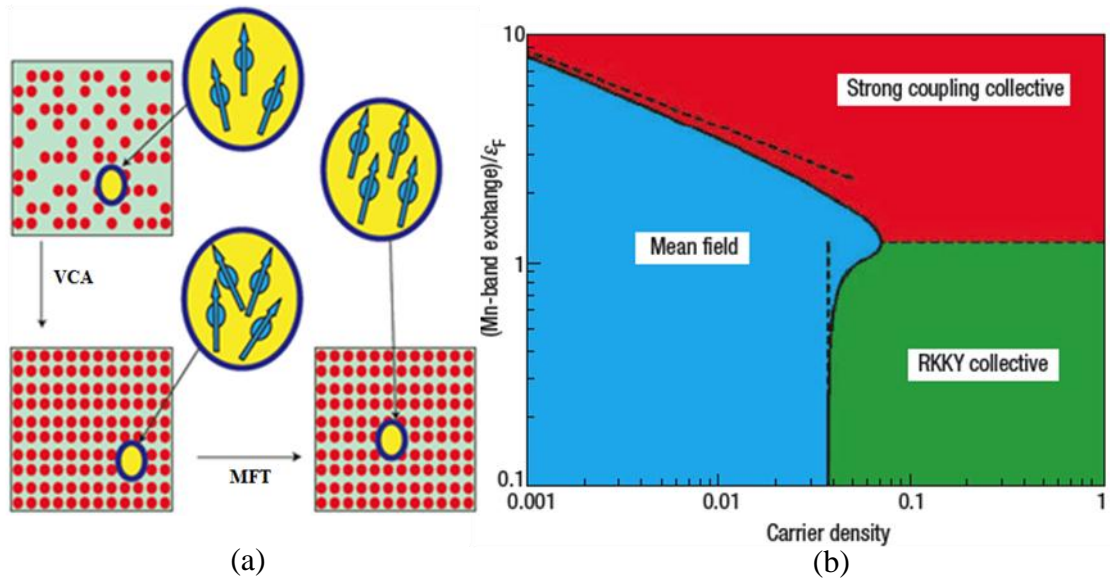 VCA
MFT
(a)
10
1
0.1
(Mn-band exchange)/εF
Strong coupling collective
Mean field
RKKY collective
0.001
0.01
0.1
1
Carrier density
(b)